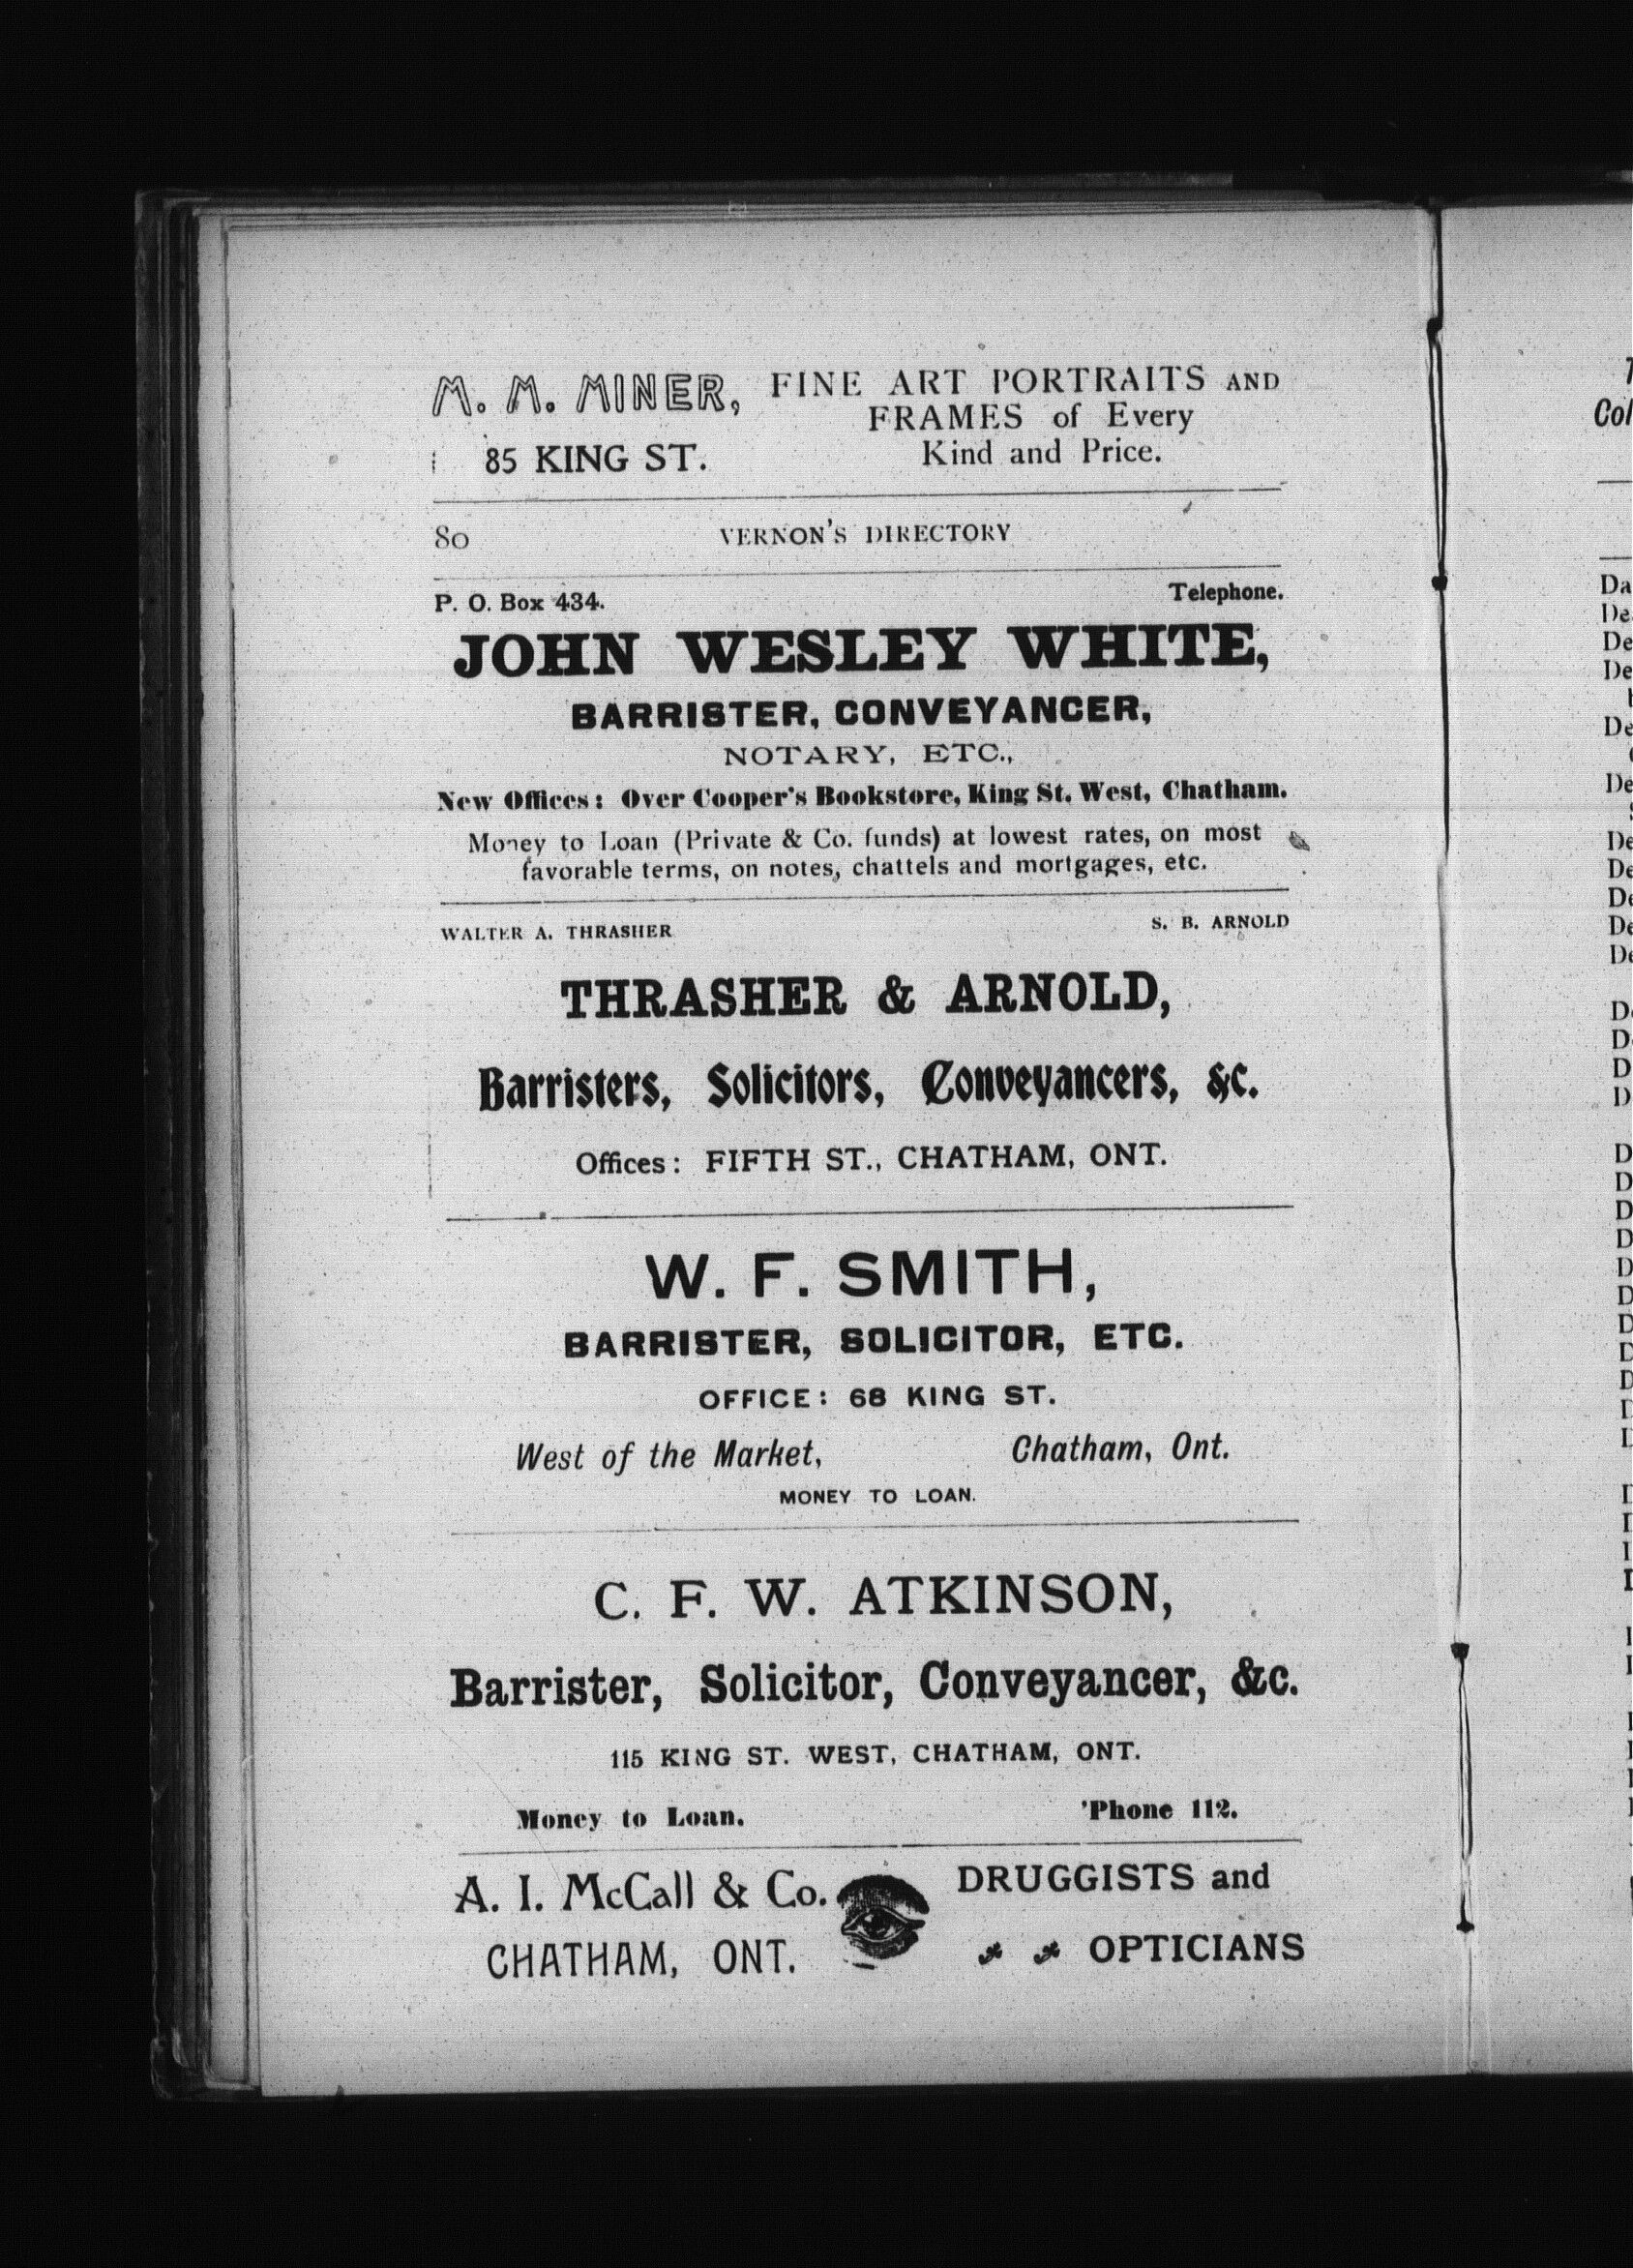 M. M. MINER,
85 KING ST.
FINE ART PORTRAITS AND
FRAMES of Every
Kind and Price.
80 VERNON'S DIRECTORY
P. O. Box 434. Telephone.
JOHN WESLEY WHITE,
BARRISTER, CONVEYANCER,
NOTARY, ETC.,
New Offices: Over Cooper's Bookstore, King St. West, Chatham.
Money to Loan (Private & Co. funds) at lowest rates, on most
favorable terms, on notes, chattels and mortgages, etc.
WALTER A. THRASHER S. B. ARNOLD
THRASHER & ARNOLD,
Barristers, Solicitors, Conveyancers, &c.
Offices: FIFTH ST., CHATHAM, ONT.
W. F. SMITH,
BARRISTER, SOLICITOR, ETC.
OFFICE: 68 KING ST.
West of the Market, Chatham, Ont.
MONEY TO LOAN.
C. F. W. ATKINSON,
Barrister, Solicitor, Conveyancer, &c.
115 KING ST. WEST, CHATHAM, ONT.
Money to Loan. 'Phone 112.
A. I. McCall & Co.
CHATHAM, ONT.
DRUGGISTS and
OPTICIANS